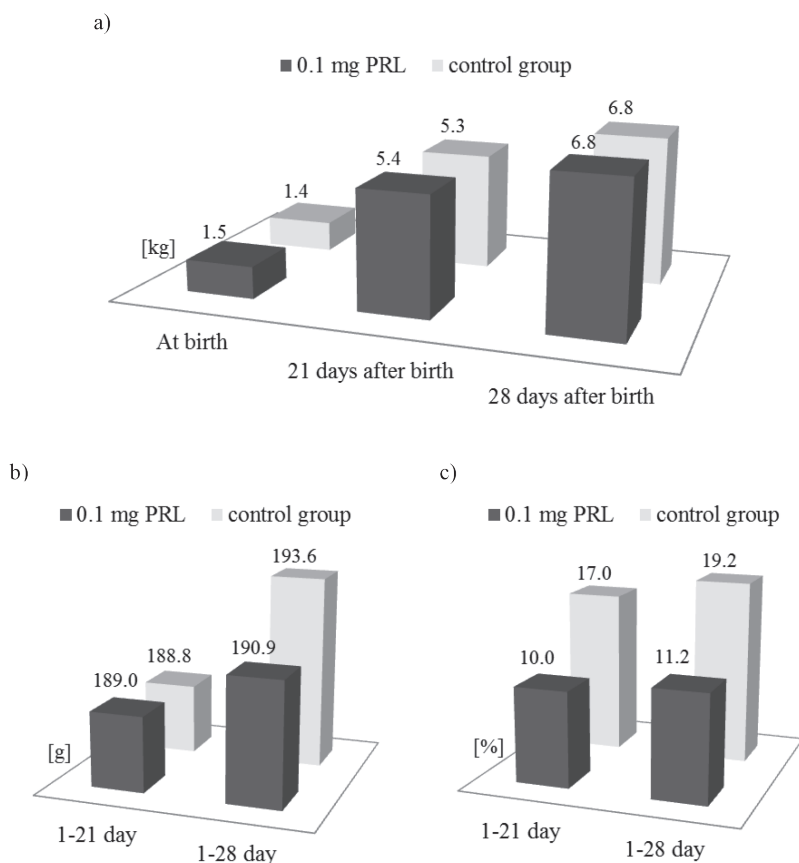 a)
0.1 mg PRL control group
6.8
5.3
6.8
5.4
1.4
1.5
[kg]
At birth
21 days after birth
28 days after birth
b)
0.1 mg PRL control group
193.6
188.8
190.9
189.0
[g]
1-21 day
1-28 day
c)
0.1 mg PRL control group
19.2
17.0
11.2
10.0
[%]
1-21 day
1-28 day